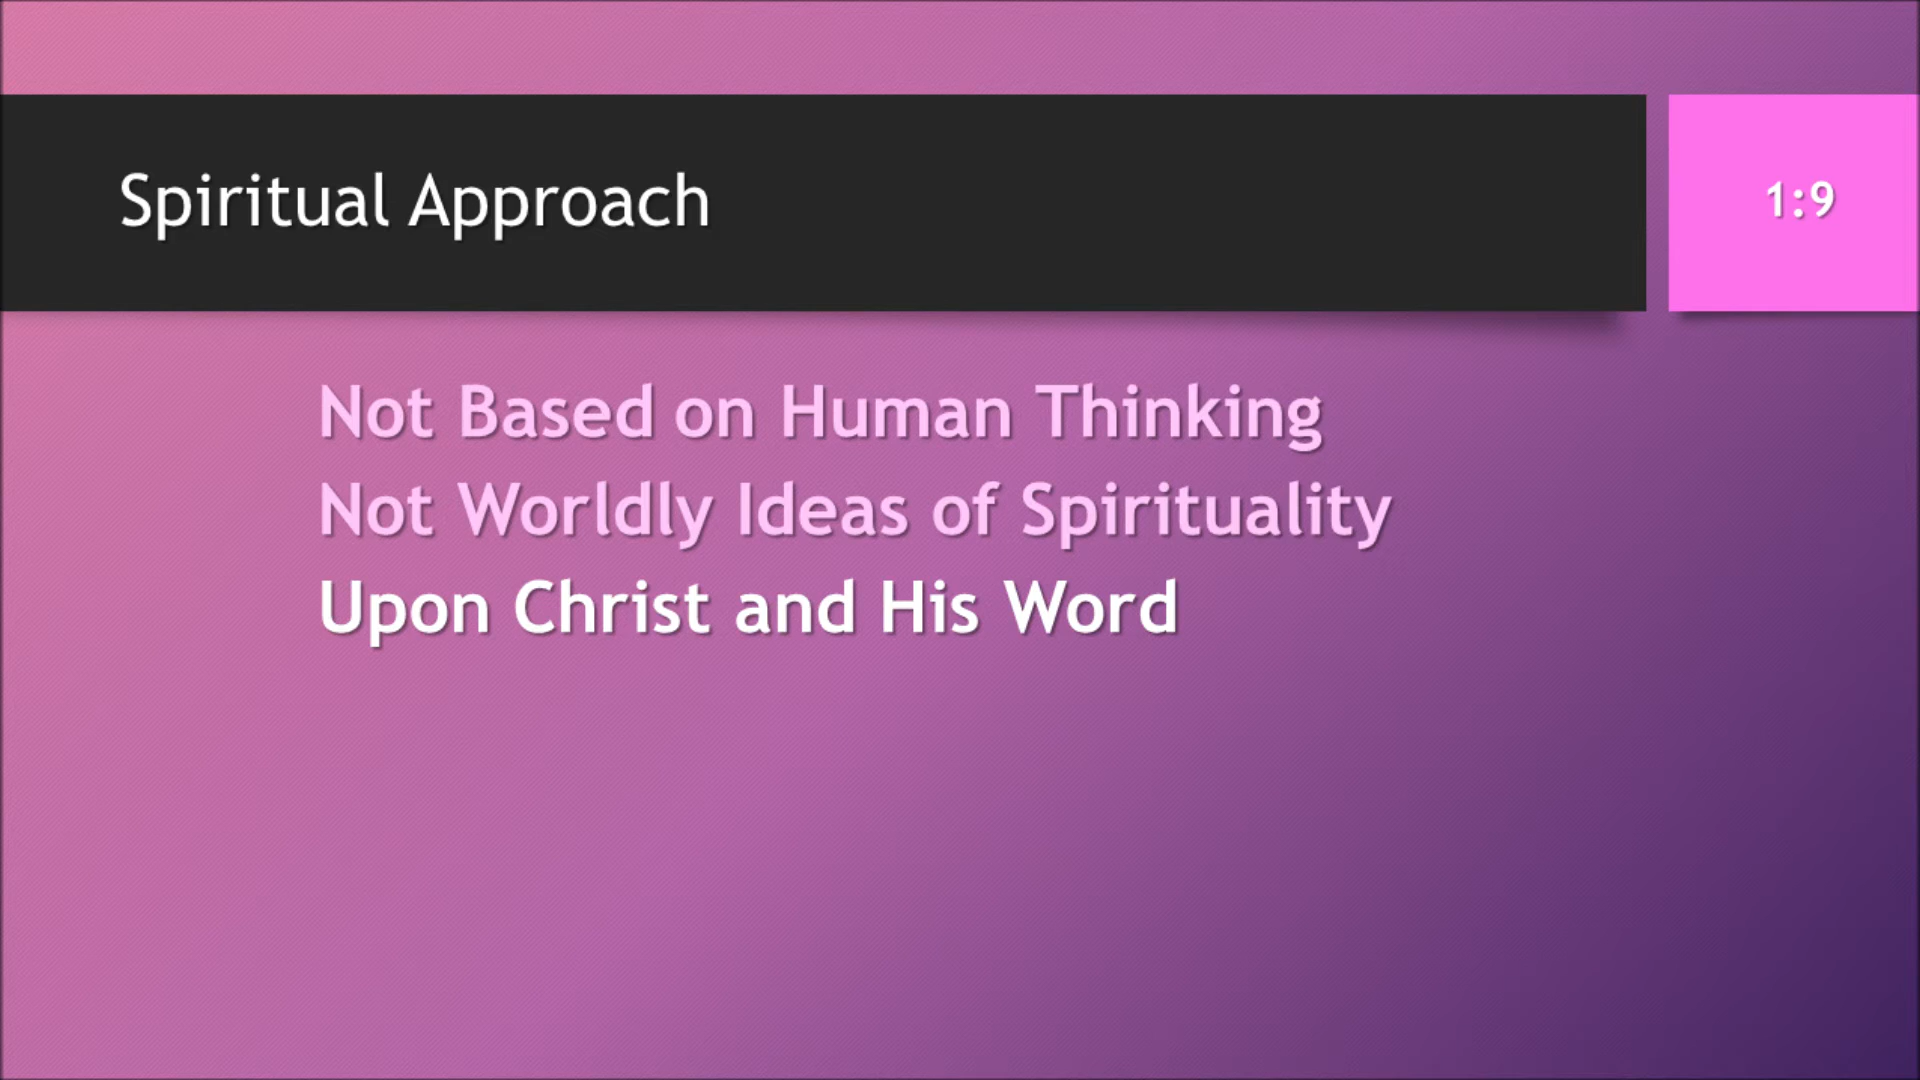 Spiritual Approach
1:9
Not Based on Human Thinking
Not Worldly Ideas of Spirituality
Upon Christ and His Word